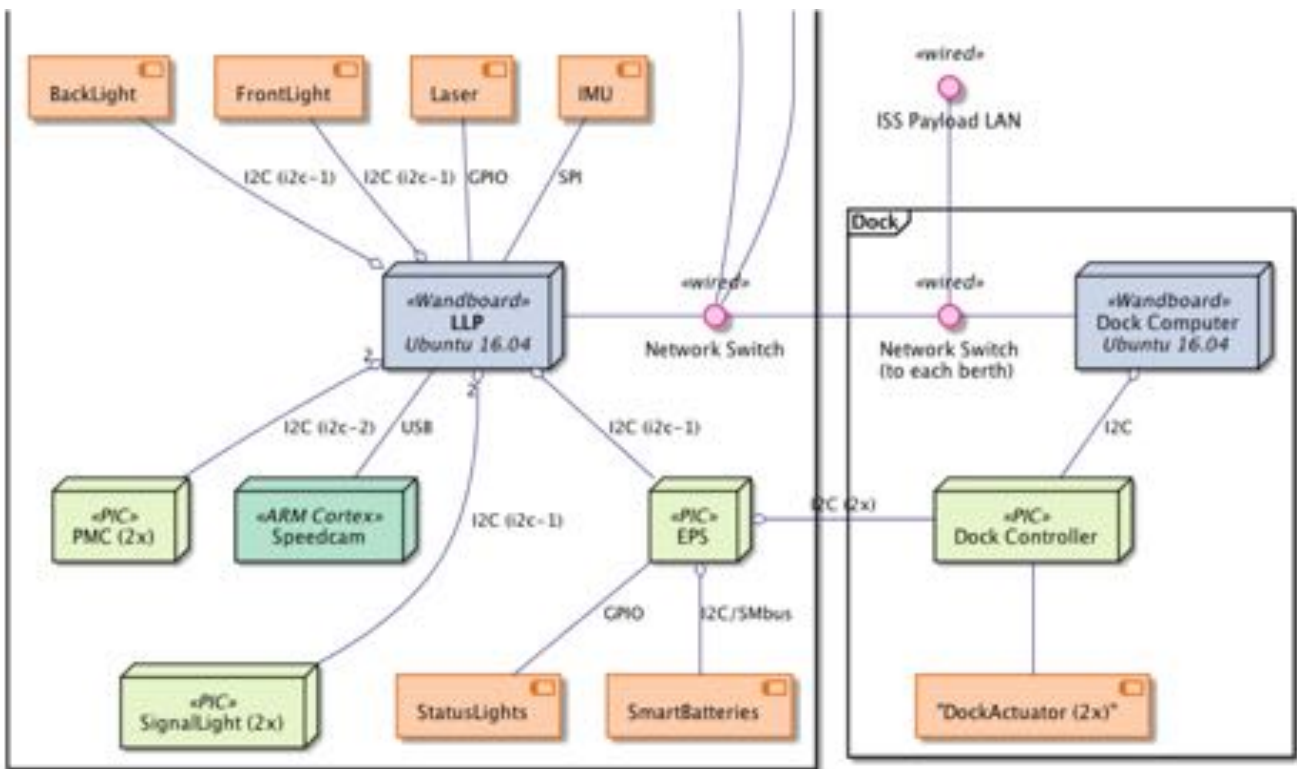 «wired»
BackLight
FrontLight
Laser
IMU
ISS Payload LAN
I2C (i2c-1)
I2C (i2c-1)
GPIO
SPI
Dock
«wired»
«wired»
«Wandboard»
LLP
Ubuntu 16.04
«Wandboard»
Dock Computer
Ubuntu 16.04
Network Switch
Network Switch
(to each berth)
2
2
I2C (i2c-2)
USB
I2C (i2c-1)
I2C
«PIC»
PMC (2x)
«ARM Cortex»
Speedcam
I2C (i2c-1)
«PIC»
EPS
I2C (2x)
«PIC»
Dock Controller
GPIO
I2C/SMbus
«PIC»
SignalLight (2x)
StatusLights
SmartBatteries
"DockActuator (2x)"